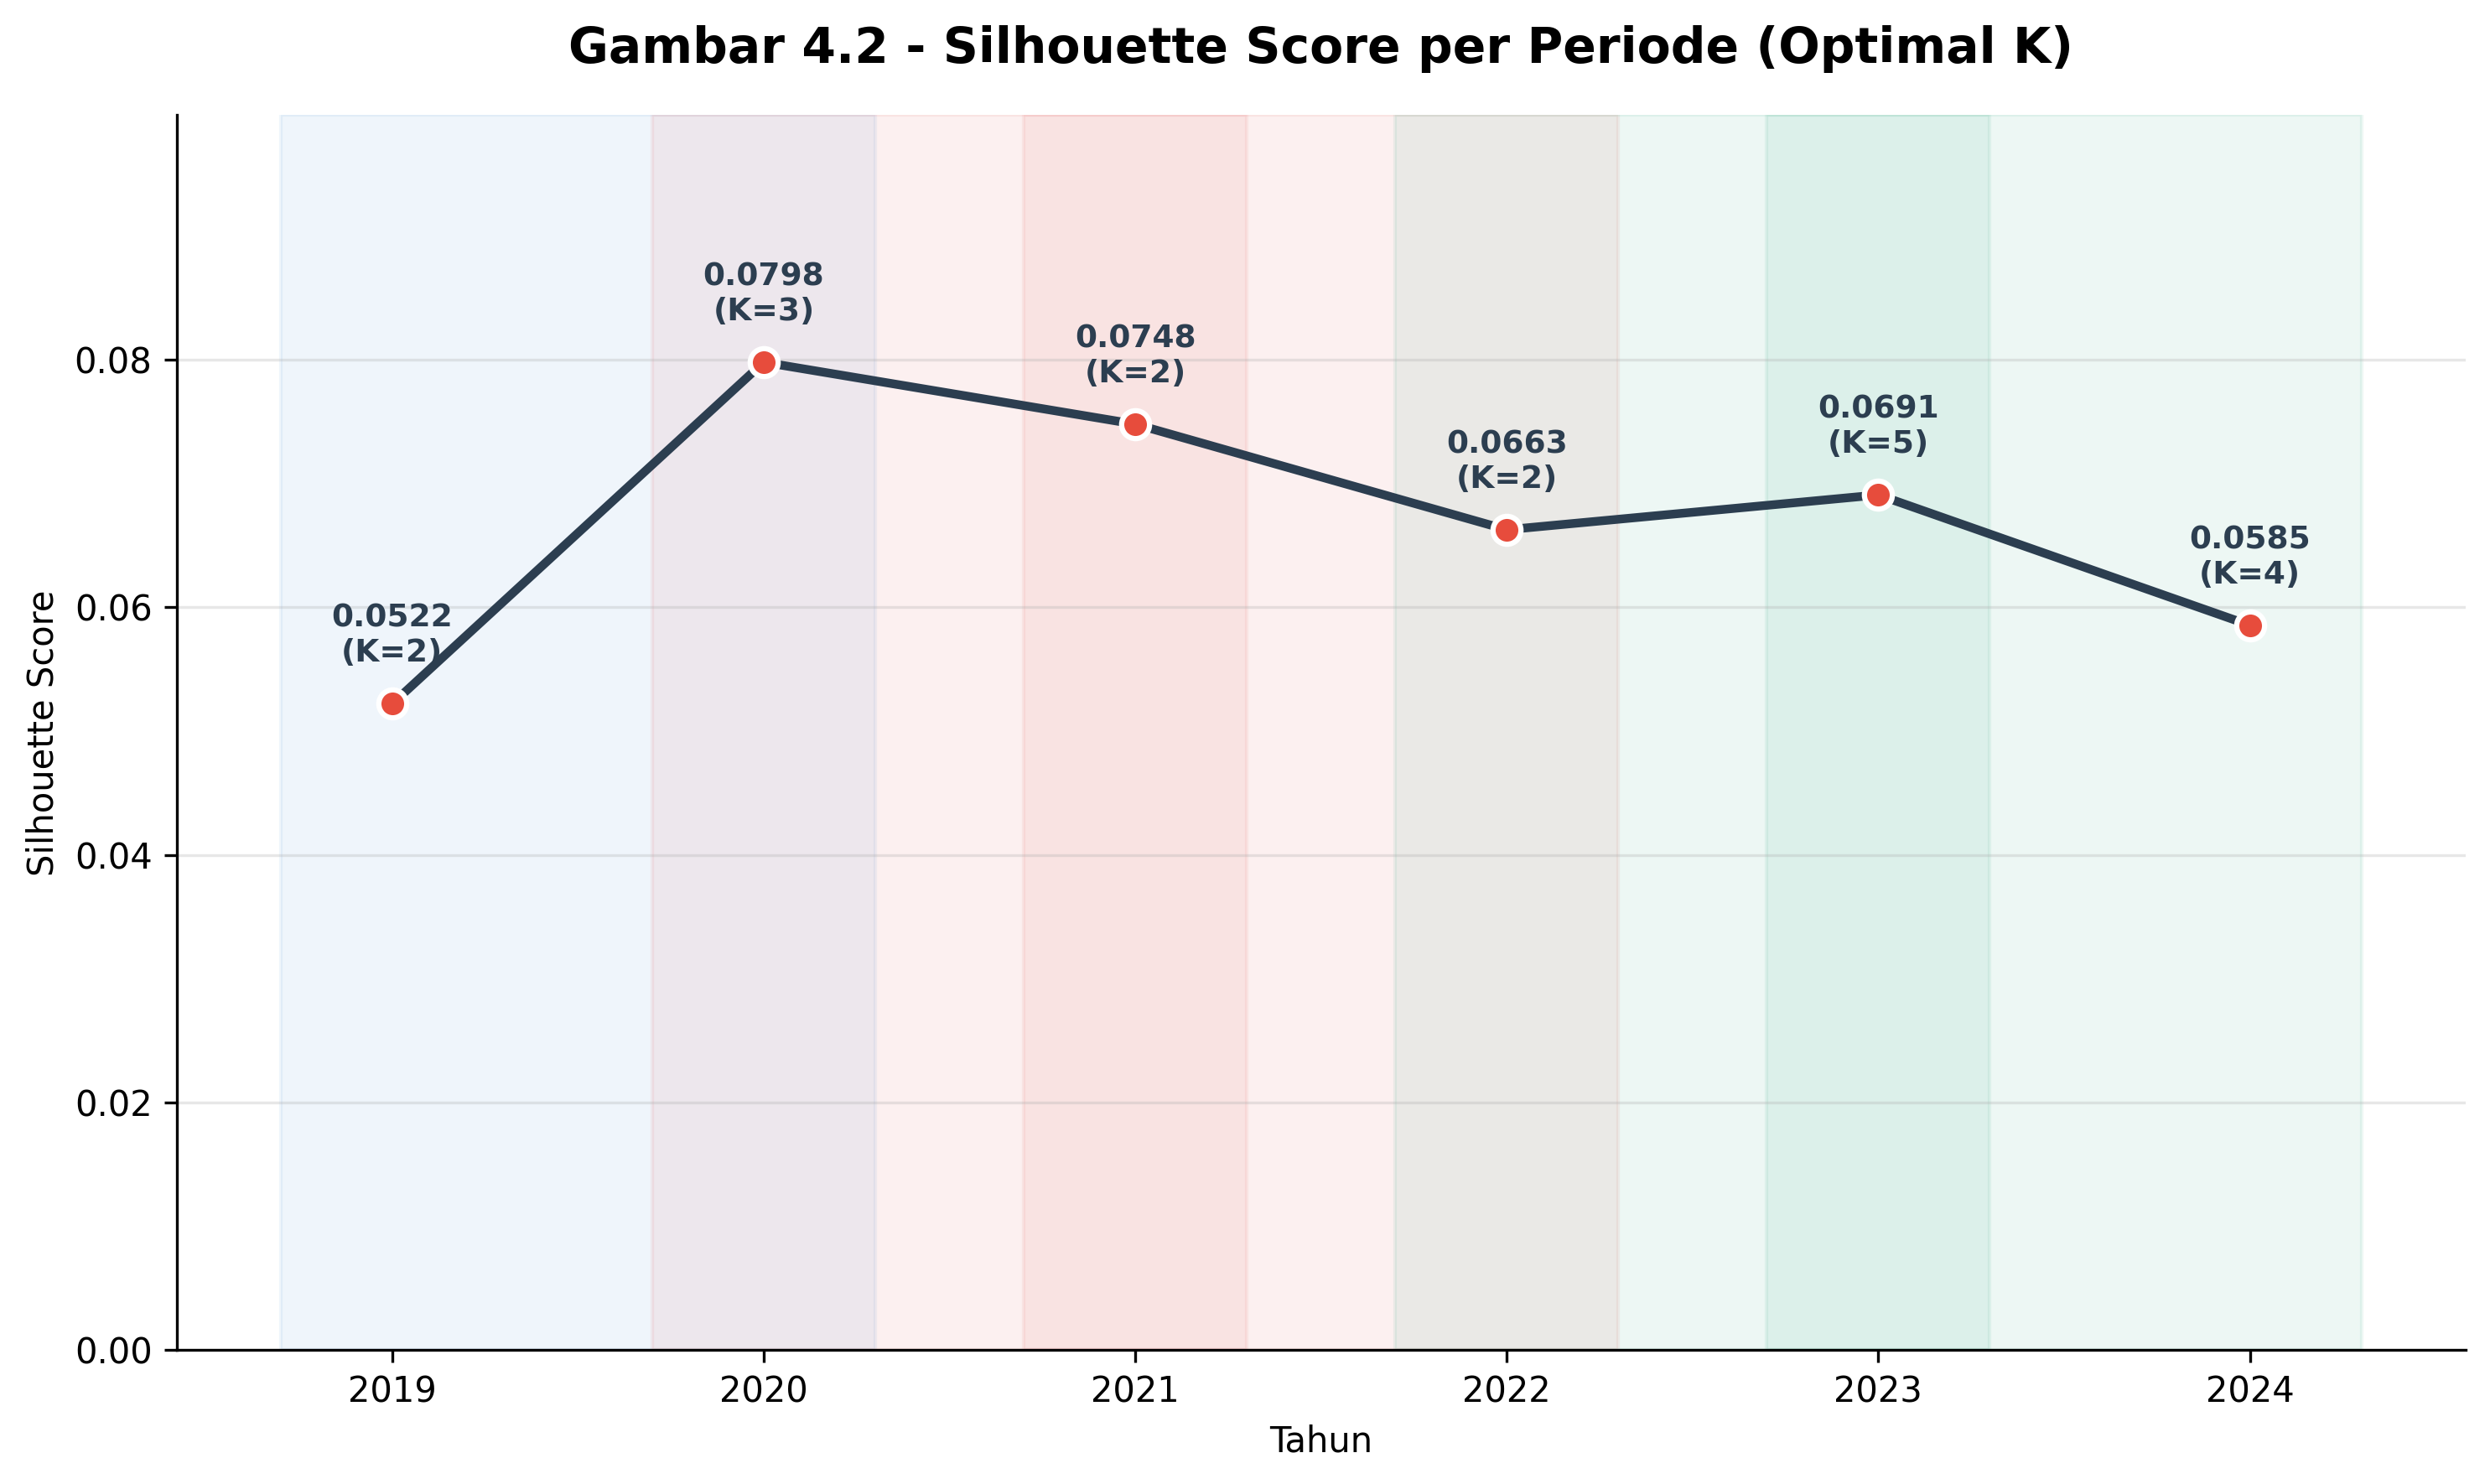 Gambar 4.2 - Silhouette Score per Periode (Optimal K)
Silhouette Score
0.08
0.06
0.04
0.02
0.00
0.0522
(K=2)
0.0798
(K=3)
0.0748
(K=2)
0.0663
(K=2)
0.0691
(K=5)
0.0585
(K=4)
2019 2020 2021 2022 2023 2024
Tahun